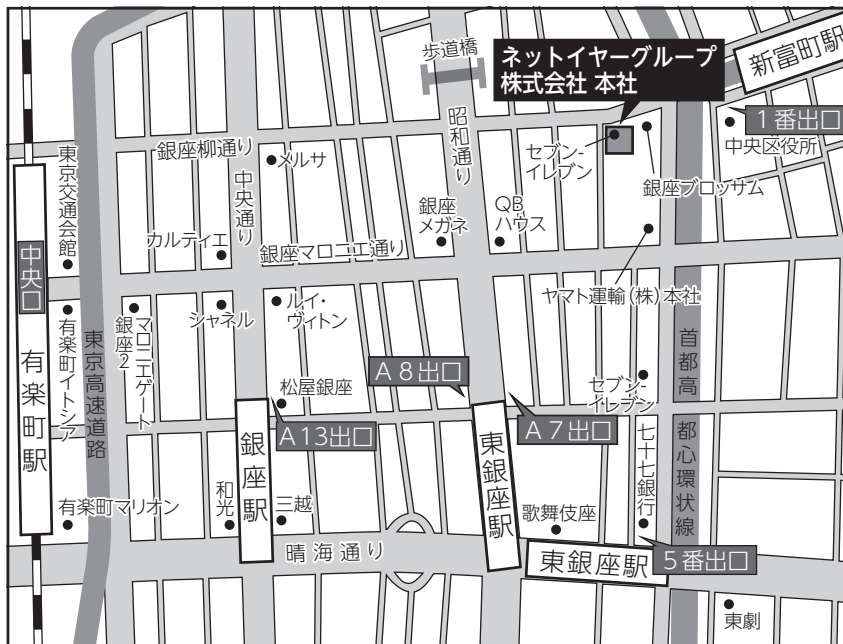 歩道橋
ネットイヤーグループ
株式会社 本社
新富町駅
1番出口
中央区役所
昭和通り
セブン-
イレブン
銀座ブロッサム
銀座柳通り
メルサ
中央通り
東京交通会館
カルティエ
銀座マロニエ通り
銀座
メガネ
QB
ハウス
ヤマト運輸(株)本社
中央口
有楽町駅
有楽町イトシア
東京高速道路
マロニエゲート
銀座2
シャネル
ルイ・
ヴィトン
首都高 都心環状線
松屋銀座
A8出口
セブン-
イレブン
A13出口
A7出口
銀座駅
東銀座駅
七十七銀行
有楽町マリオン
和光
三越
歌舞伎座
晴海通り
東銀座駅
5番出口
東劇